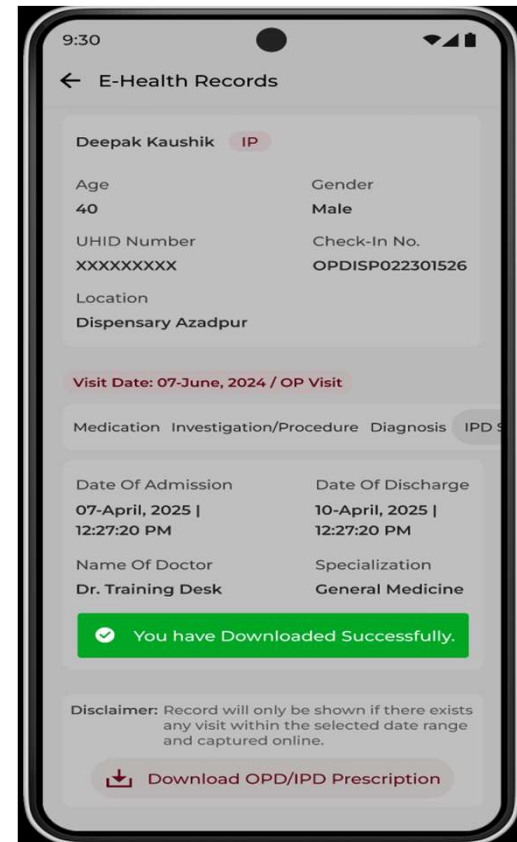 9:30
E-Health Records
Deepak Kaushik IP
Age Gender
40 Male
UHID Number Check-In No.
XXXXXXXXX OPDISP022301526
Location
Dispensary Azadpur
Visit Date: 07-June, 2024 / OP Visit
Medication Investigation/Procedure Diagnosis IPD S
Date Of Admission Date Of Discharge
07-April, 2025 | 10-April, 2025 |
12:27:20 PM 12:27:20 PM
Name Of Doctor Specialization
Dr. Training Desk General Medicine
You have Downloaded Successfully.
Disclaimer: Record will only be shown if there exists
any visit within the selected date range
and captured online.
Download OPD/IPD Prescription